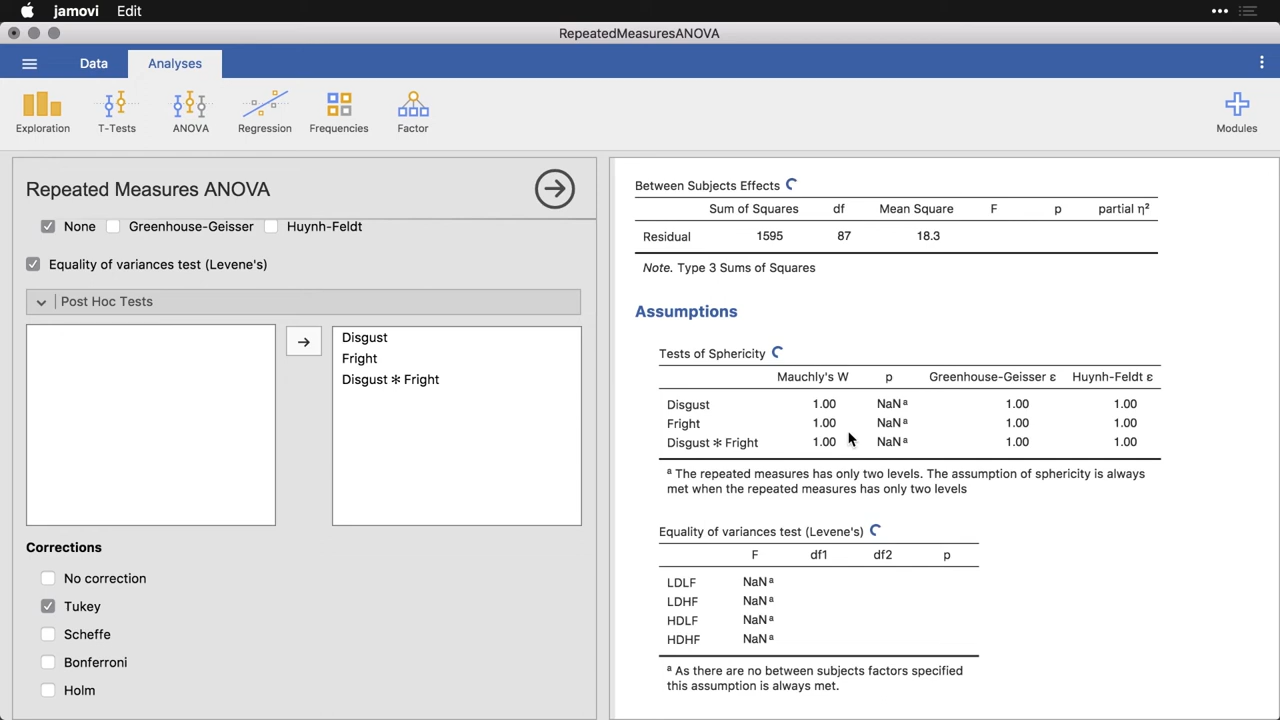 jamovi Edit
RepeatedMeasuresANOVA
Data Analyses
Exploration T-Tests ANOVA Regression Frequencies Factor Modules
Repeated Measures ANOVA
None Greenhouse-Geisser Huynh-Feldt
Equality of variances test (Levene's)
Post Hoc Tests
Disgust
Fright
Disgust ✻ Fright
Corrections
No correction
Tukey
Scheffe
Bonferroni
Holm
Between Subjects Effects
Sum of Squares df Mean Square F p partial η²
Residual 1595 87 18.3
Note. Type 3 Sums of Squares
Assumptions
Tests of Sphericity
Mauchly's W p Greenhouse-Geisser ε Huynh-Feldt ε
Disgust 1.00 NaN ᵃ 1.00 1.00
Fright 1.00 NaN ᵃ 1.00 1.00
Disgust ✻ Fright 1.00 NaN ᵃ 1.00 1.00
ᵃ The repeated measures has only two levels. The assumption of sphericity is always
met when the repeated measures has only two levels
Equality of variances test (Levene's)
F df1 df2 p
LDLF NaN ᵃ
LDHF NaN ᵃ
HDLF NaN ᵃ
HDHF NaN ᵃ
ᵃ As there are no between subjects factors specified
this assumption is always met.